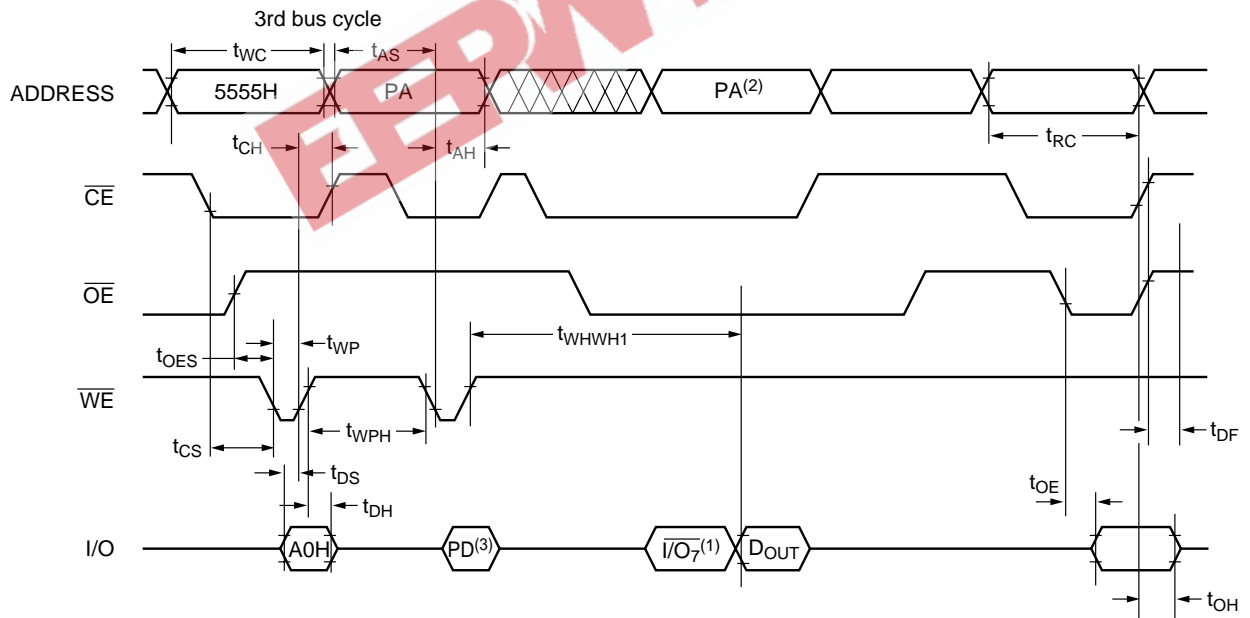 3rd bus cycle
tWC tAS
ADDRESS 5555H PA PA(2)
tCH tAH tRC
CE
OE
tWHWH1
tOES tWP
WE
tWPH
tCS tDF
tDS
tOE
tDH
I/O A0H PD(3) I/O7(1) DOUT
tOH